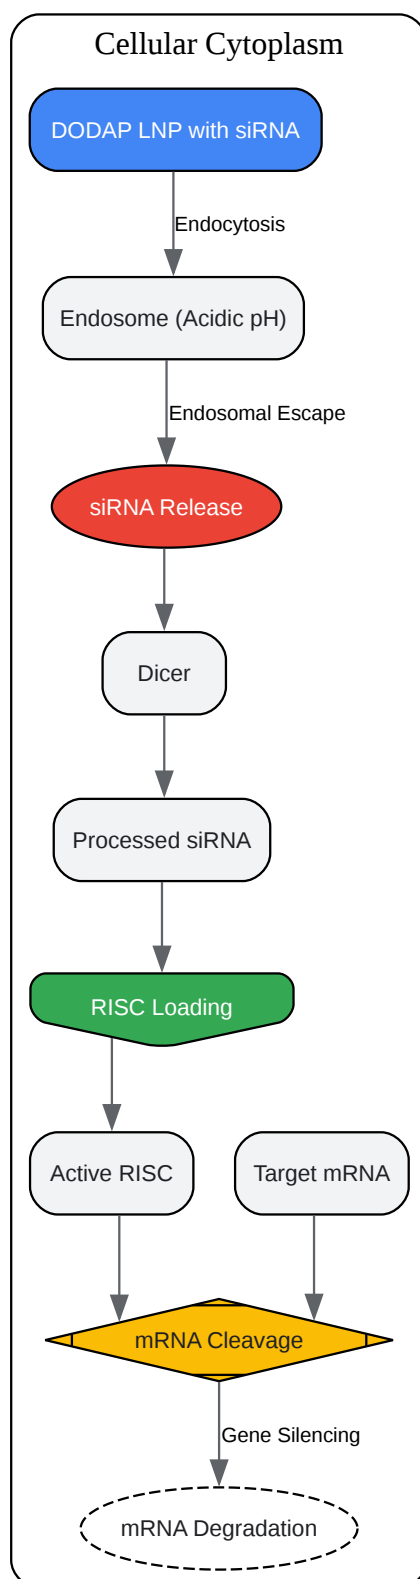 Cellular Cytoplasm
DODAP LNP with siRNA
Endocytosis
Endosome (Acidic pH)
Endosomal Escape
siRNA Release
Dicer
Processed siRNA
RISC Loading
Active RISC
Target mRNA
mRNA Cleavage
Gene Silencing
mRNA Degradation